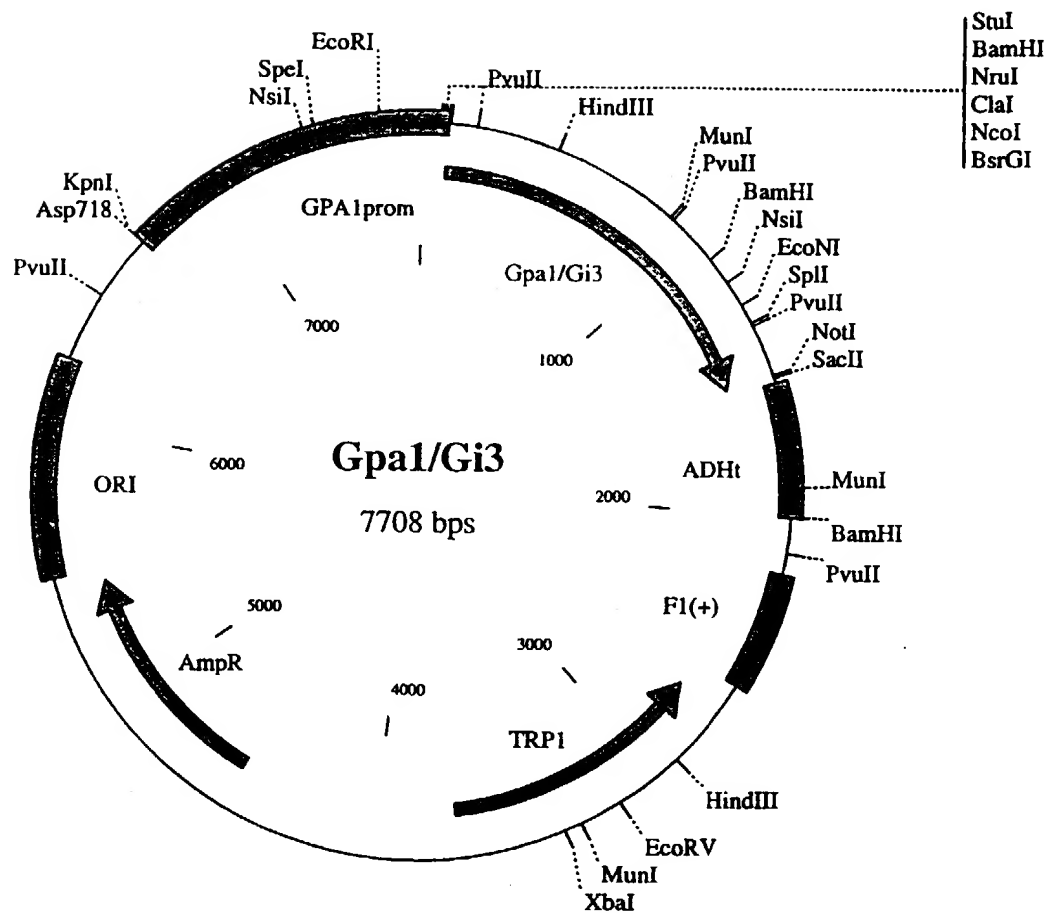 StuI
BamHI
NruI
ClaI
NcoI
BsrGI
EcoRI
SpeI
NsiI
PvuII
HindIII
MunI
PvuII
BamHI
NsiI
EcoNI
SplI
PvuII
NotI
SacII
KpnI
Asp718
PvuII
GPA1prom
Gpa1/Gi3
7000
1000
Gpa1/Gi3
7708 bps
6000
2000
ORI
ADHt
MunI
BamHI
PvuII
F1(+)
5000
3000
4000
AmpR
TRP1
HindIII
EcoRV
MunI
XbaI